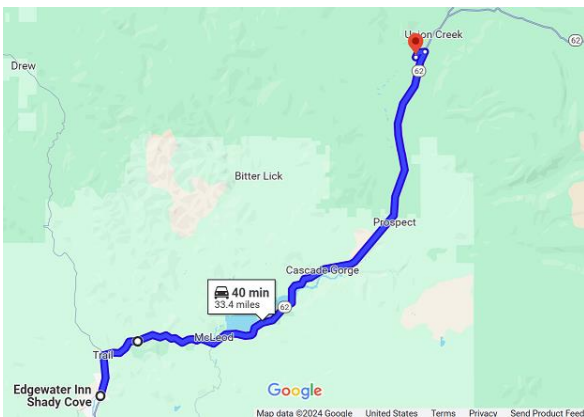 Union Creek
62
62
Drew
Bitter Lick
Prospect
Cascade Gorge
40 min
33.4 miles
62
McLeod
Trail
Edgewater Inn
Shady Cove
Google
Map data ©2024 Google United States Terms Privacy Send Product Feed